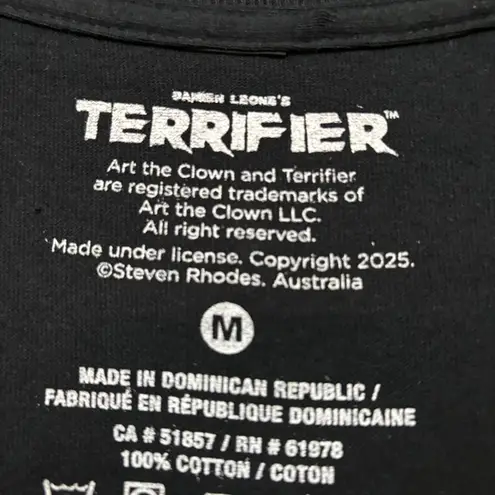 DAMIEN LEONE'S
TERRIFIER™
Art the Clown and Terrifier
are registered trademarks of
Art the Clown LLC.
All right reserved.
Made under license. Copyright 2025.
©Steven Rhodes. Australia
M
MADE IN DOMINICAN REPUBLIC /
FABRIQUÉ EN RÉPUBLIQUE DOMINICAINE
CA # 51857 / RN # 61978
100% COTTON / COTON